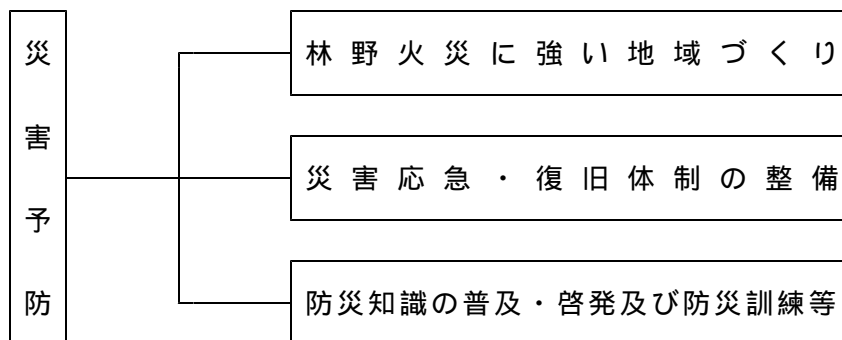 災害予防
林野火災に強い地域づくり
災害応急・復旧体制の整備
防災知識の普及・啓発及び防災訓練等